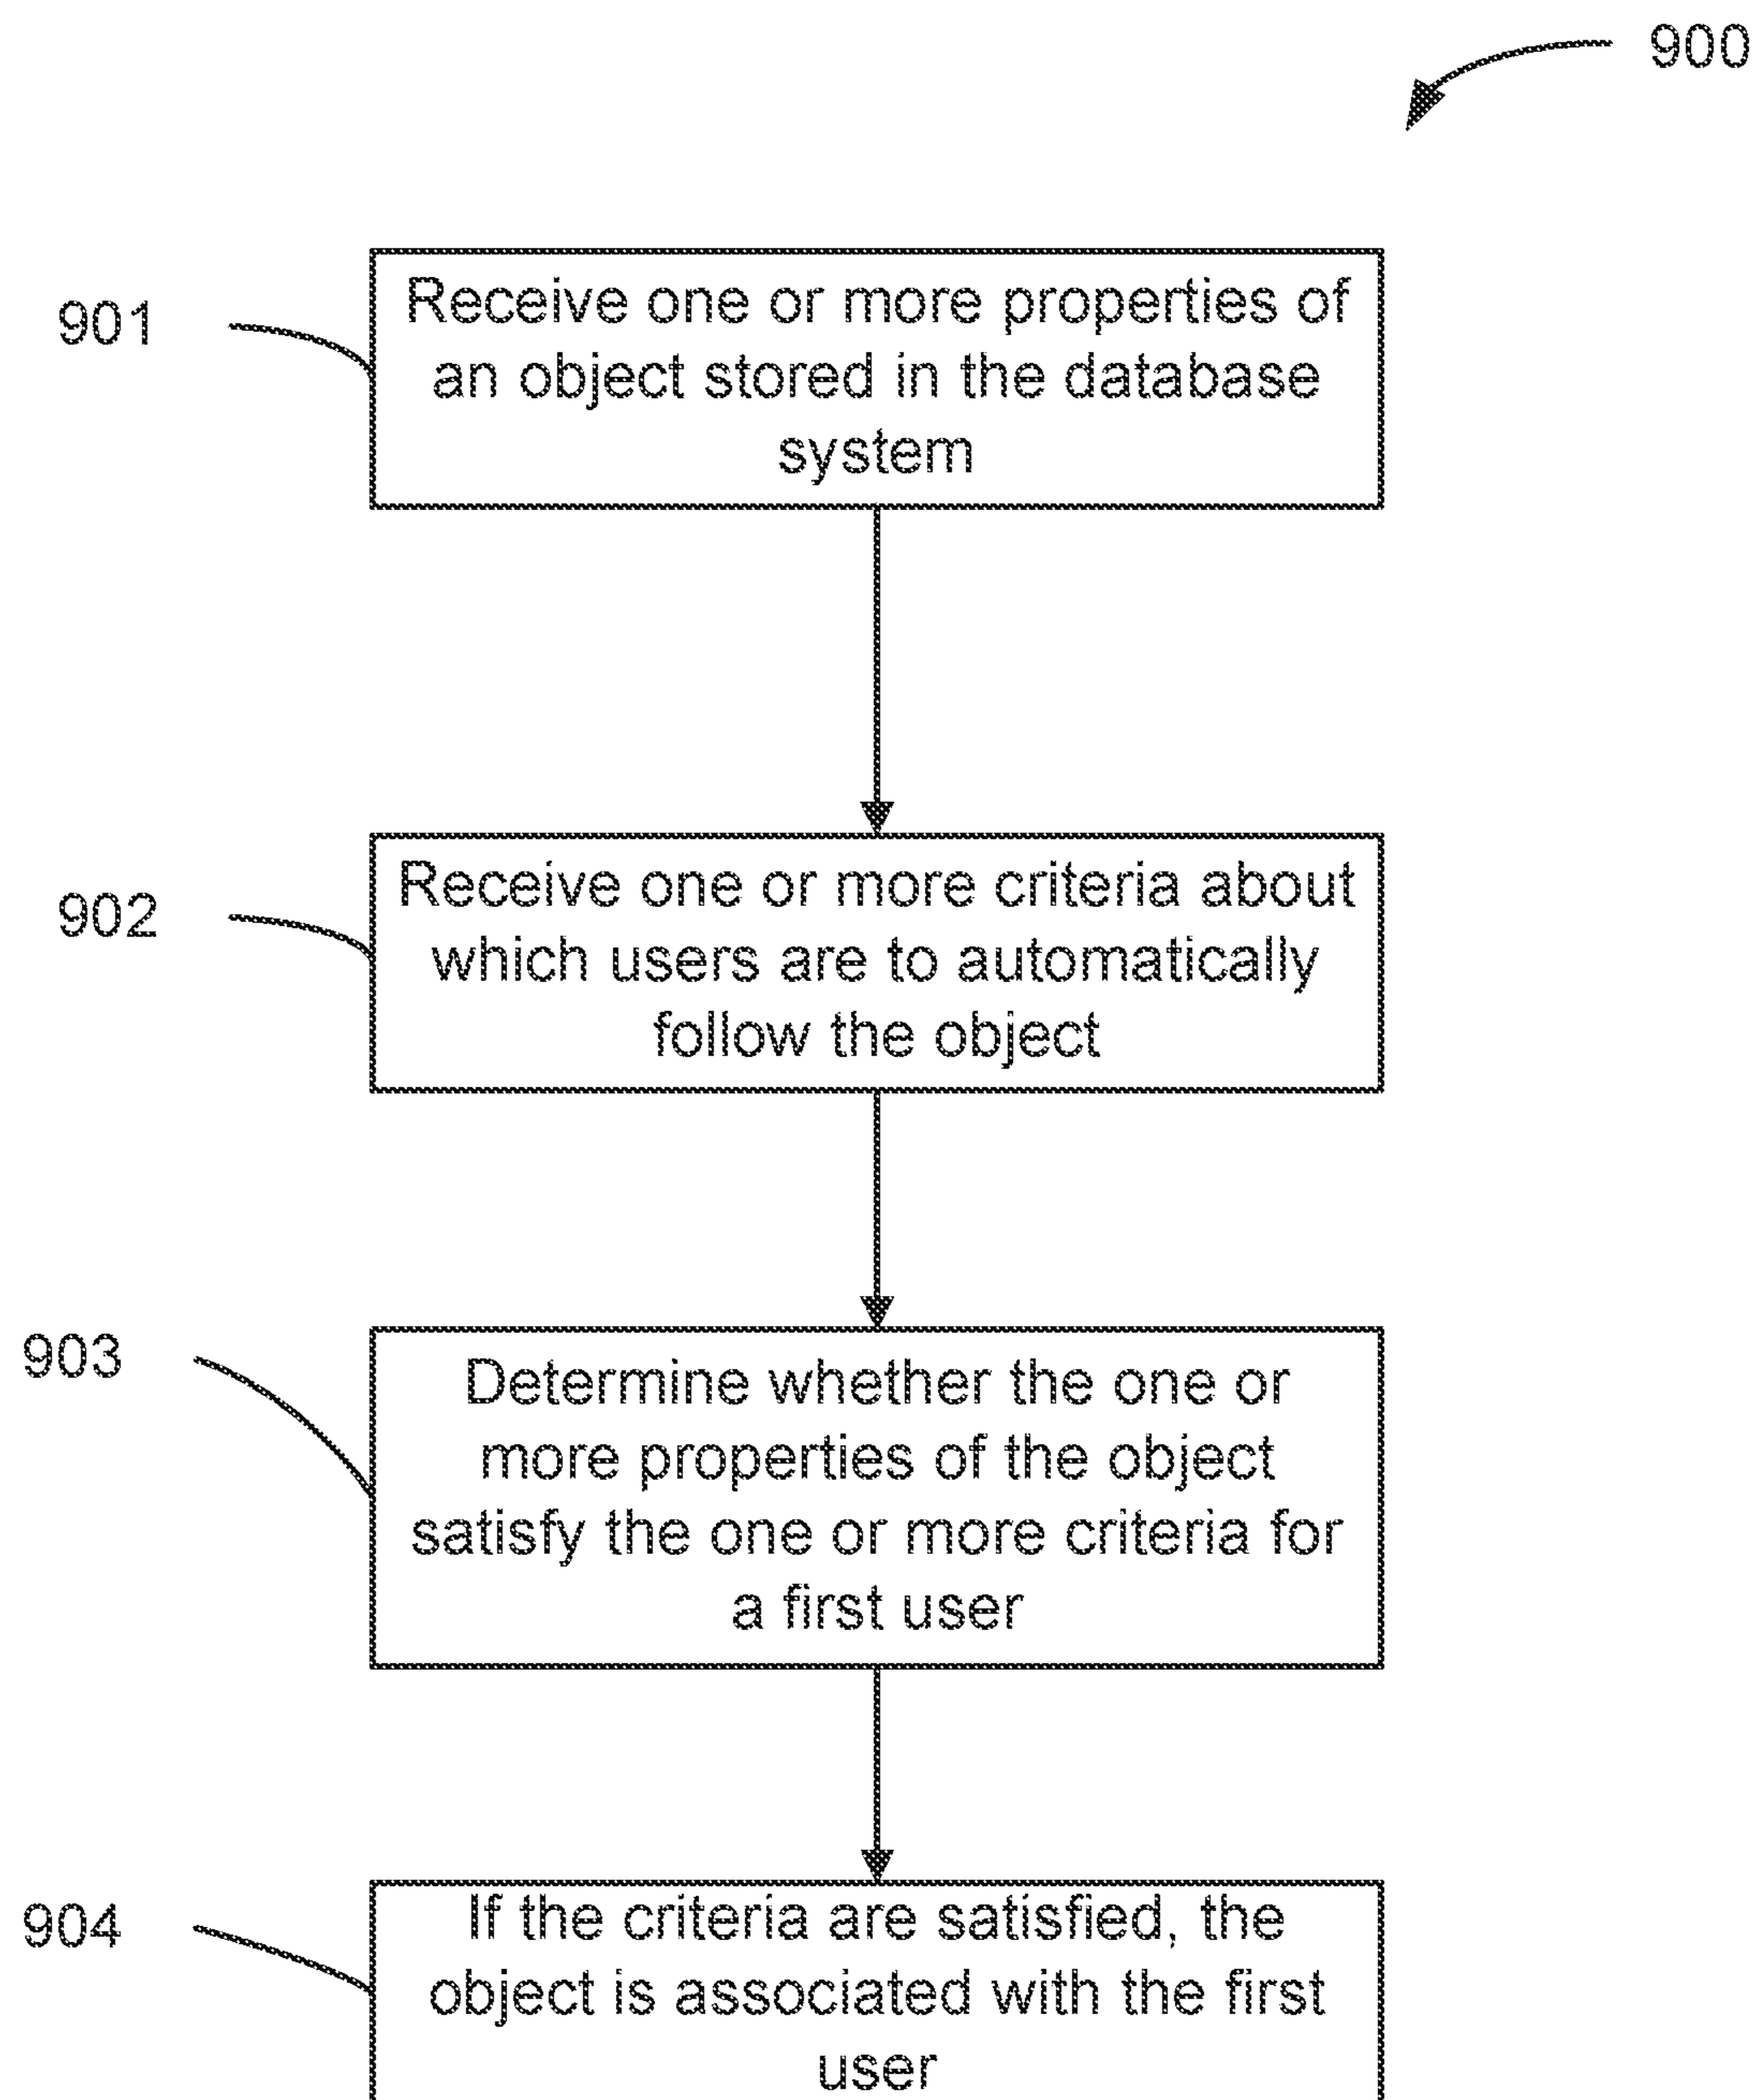 900
901
Receive one or more properties of
an object stored in the database
system
902
Receive one or more criteria about
which users are to automatically
follow the object
903
Determine whether the one or
more properties of the object
satisfy the one or more criteria for
a first user
904
If the criteria are satisfied, the
object is associated with the first
user